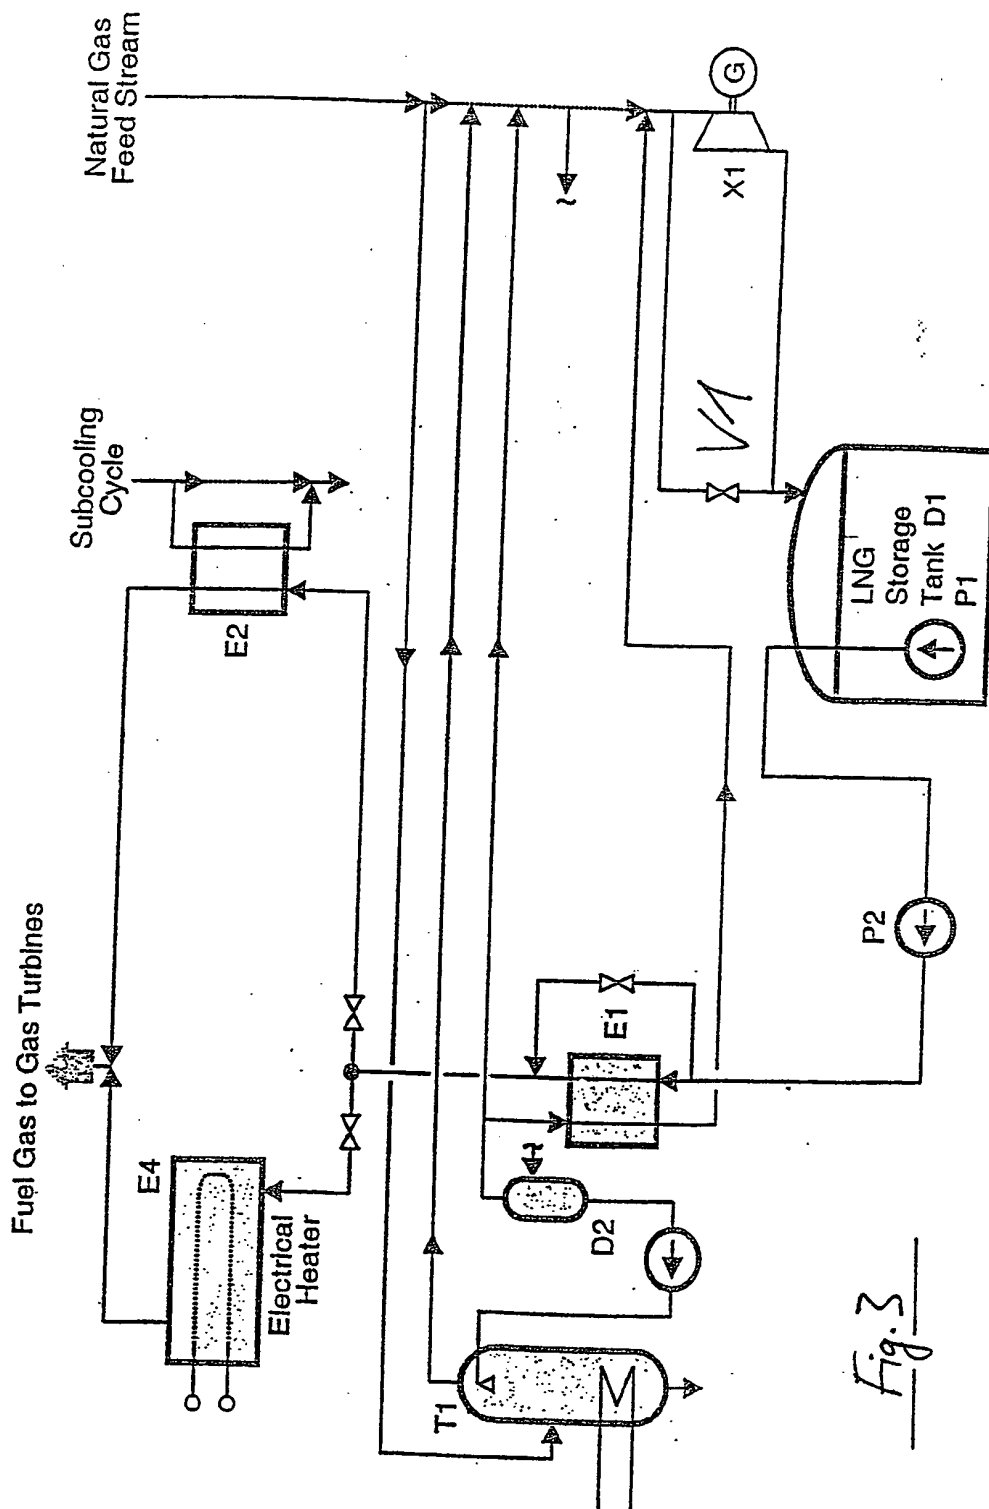 Fuel Gas to Gas Turbines
E4
Electrical
Heater
Subcooling
Cycle
E2
Natural Gas
Feed Stream
T1
D2
E1
P2
V1
LNG
Storage
Tank D1
P1
X1
G
Fig. 3